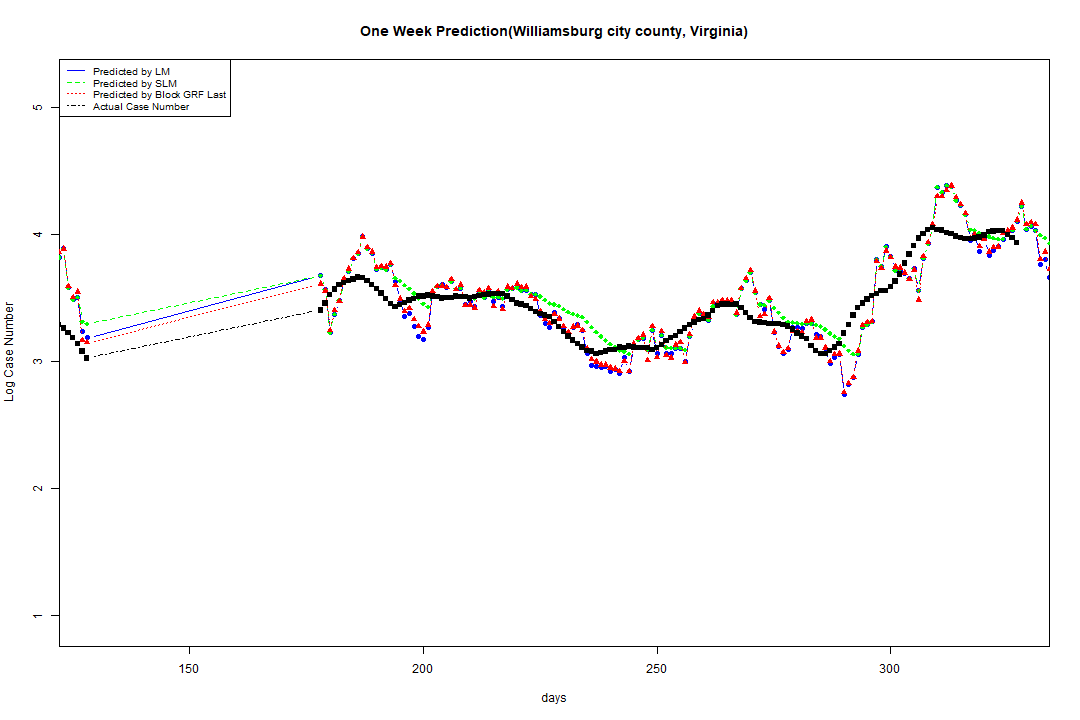 One Week Prediction(Williamsburg city county, Virginia)
Predicted by LM
Predicted by SLM
Predicted by Block GRF Last
Actual Case Number
5
4
3
2
1
Log Case Number
150 200 250 300
days